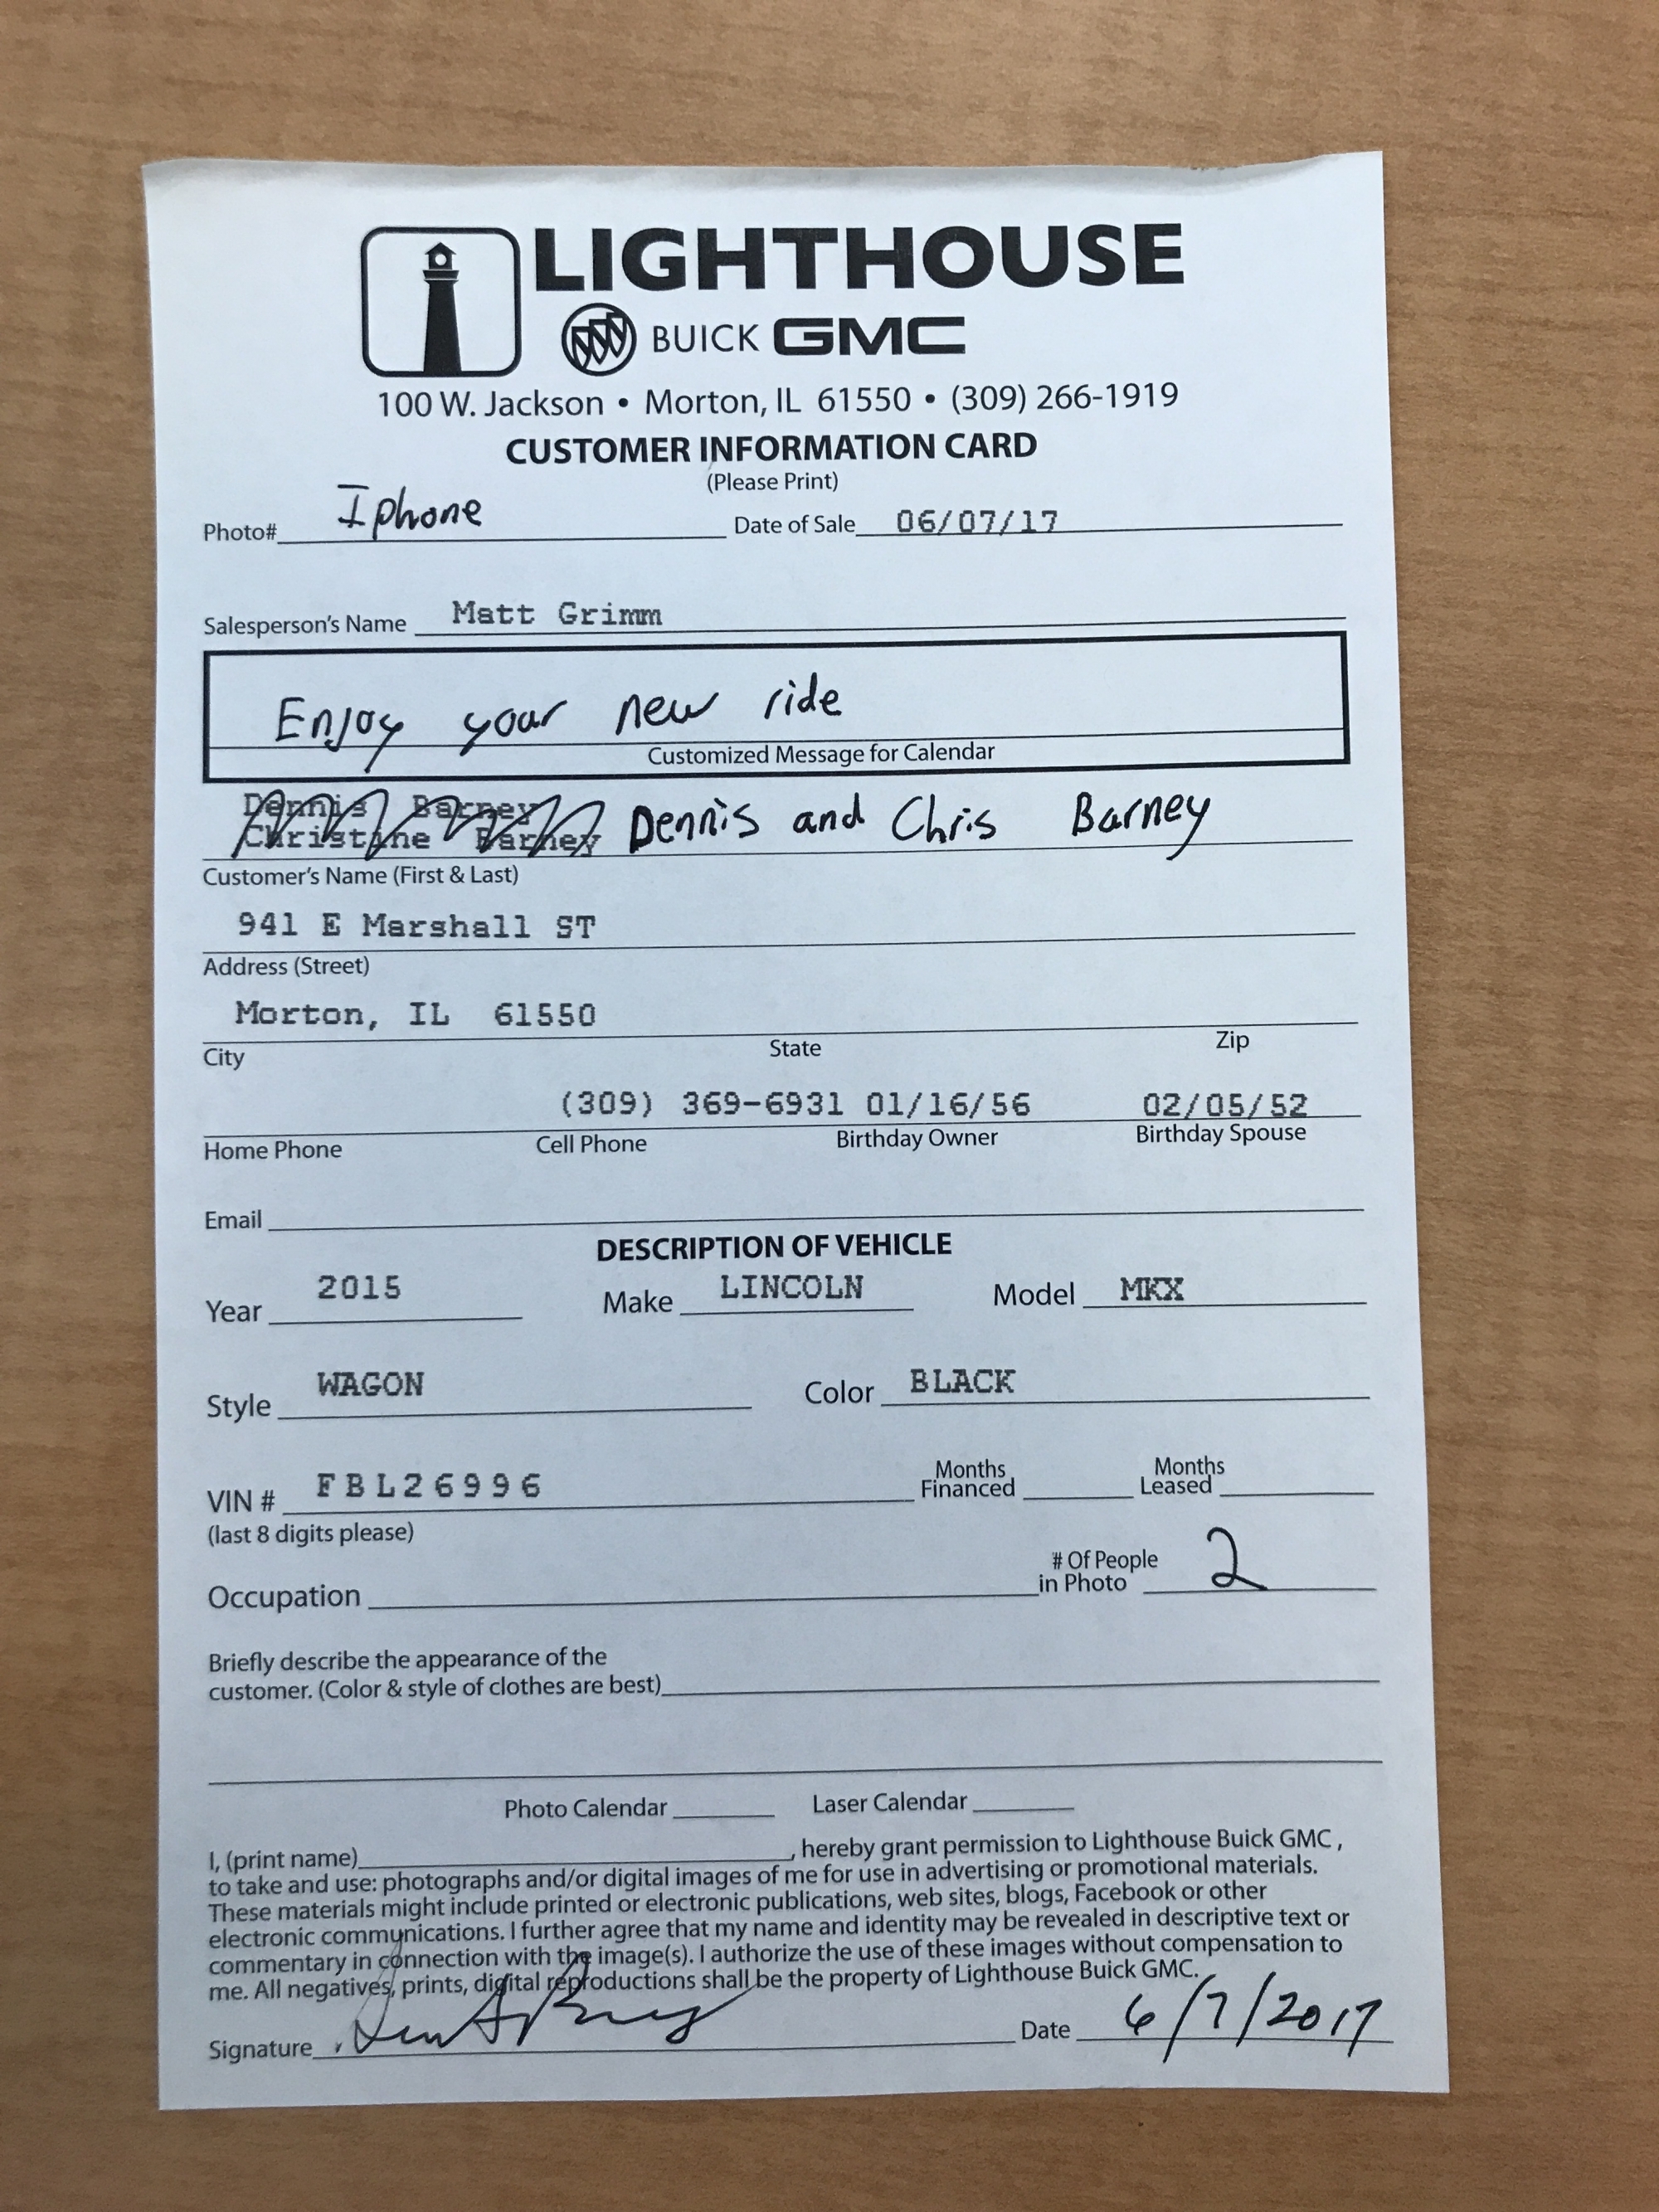 LIGHTHOUSE
BUICK GMC
100 W. Jackson • Morton, IL 61550 • (309) 266-1919
CUSTOMER INFORMATION CARD
(Please Print)
Photo# Iphone Date of Sale 06/07/17
Salesperson's Name Matt Grimm
Enjoy your new ride
Customized Message for Calendar
Dennis Barney
Christine Barney Dennis and Chris Barney
Customer's Name (First & Last)
941 E Marshall ST
Address (Street)
Morton, IL 61550
City State Zip
(309) 369-6931 01/16/56 02/05/52
Home Phone Cell Phone Birthday Owner Birthday Spouse
Email
DESCRIPTION OF VEHICLE
Year 2015 Make LINCOLN Model MKX
Style WAGON Color BLACK
VIN # FBL26996 Months Financed Months Leased
(last 8 digits please)
Occupation # Of People in Photo 2
Briefly describe the appearance of the
customer. (Color & style of clothes are best)
Photo Calendar Laser Calendar
I, (print name) , hereby grant permission to Lighthouse Buick GMC ,
to take and use: photographs and/or digital images of me for use in advertising or promotional materials.
These materials might include printed or electronic publications, web sites, blogs, Facebook or other
electronic communications. I further agree that my name and identity may be revealed in descriptive text or
commentary in connection with the image(s). I authorize the use of these images without compensation to
me. All negatives, prints, digital reproductions shall be the property of Lighthouse Buick GMC.
Signature Date 6/7/2017